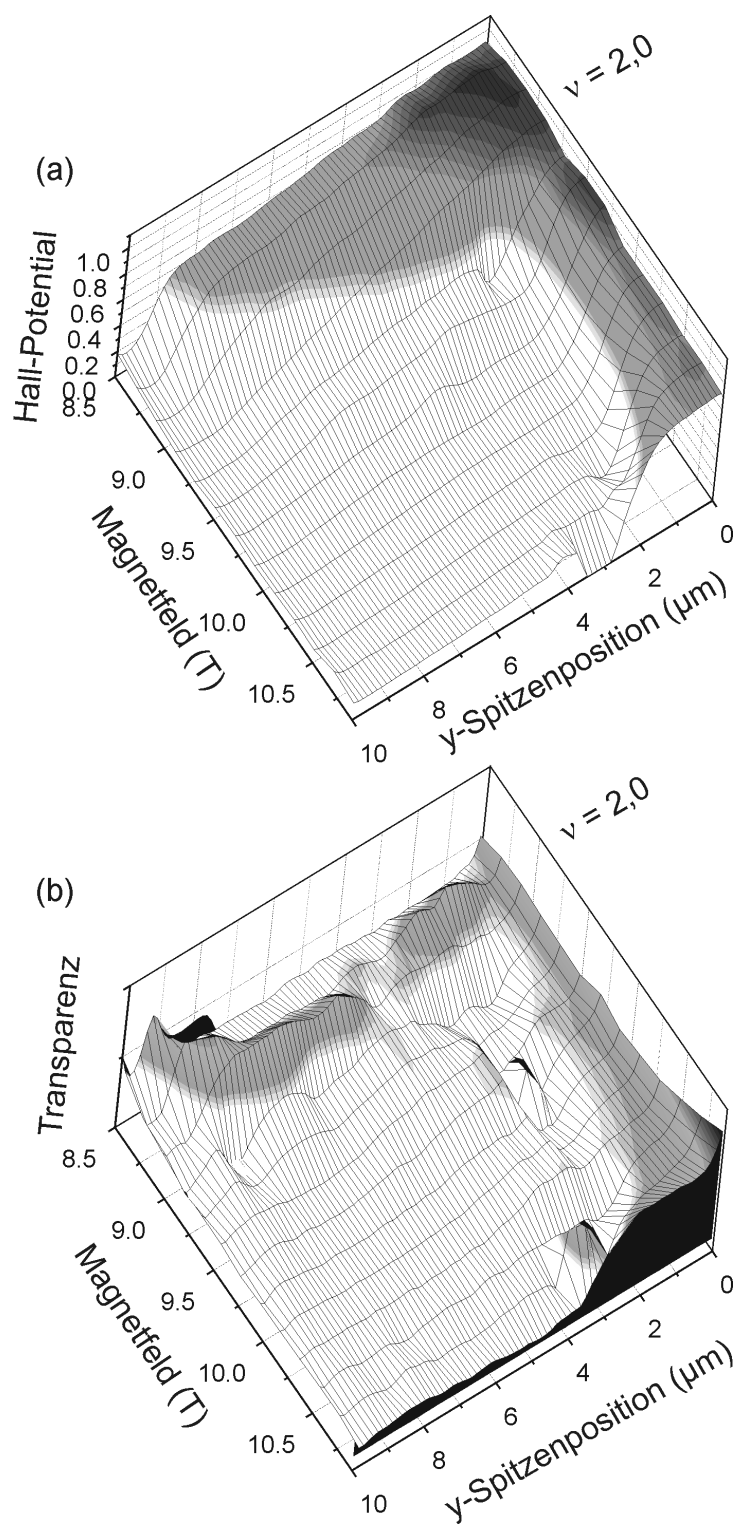 ν = 2,0
(a)
Hall-Potential
1.0
0.8
0.6
0.4
0.2
0.0
8.5
9.0
9.5
10.0
10.5
Magnetfeld (T)
0
2
4
6
8
10
y-Spitzenposition (µm)
ν = 2,0
(b)
Transparenz
8.5
9.0
9.5
10.0
10.5
Magnetfeld (T)
0
2
4
6
8
10
y-Spitzenposition (µm)